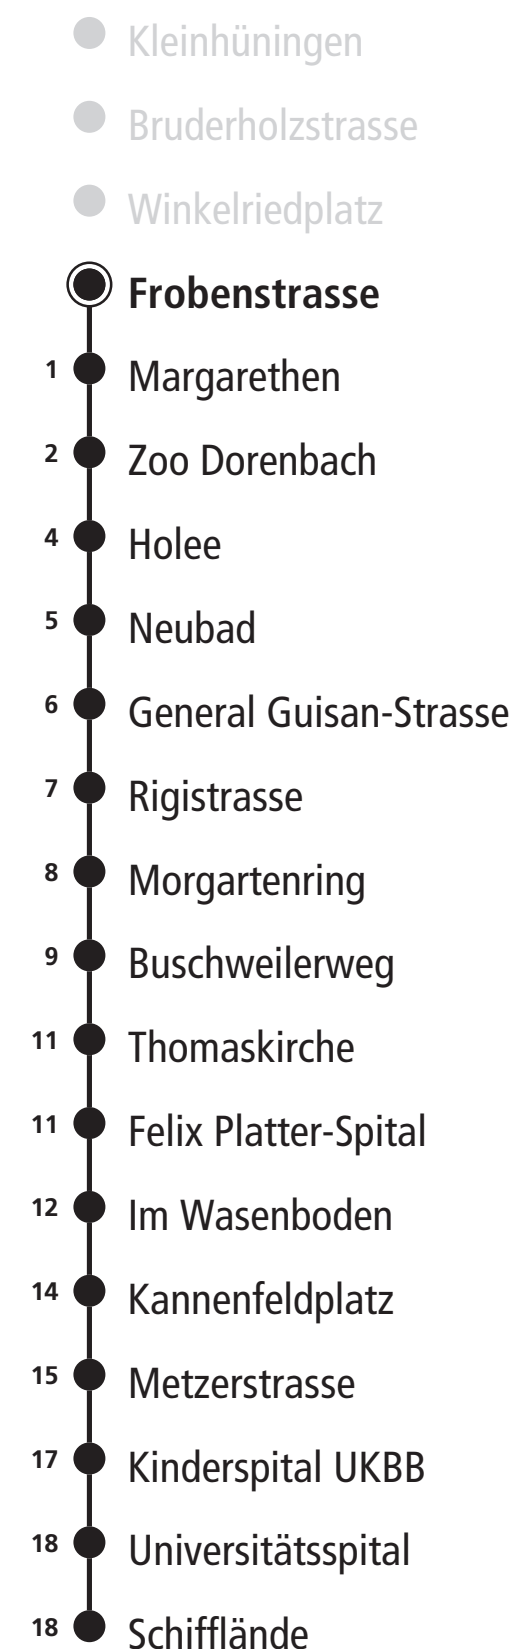 Kleinhüningen
Bruderholzstrasse
Winkelriedplatz
Frobenstrasse
1 Margarethen
2 Zoo Dorenbach
4 Holee
5 Neubad
6 General Guisan-Strasse
7 Rigistrasse
8 Morgartenring
9 Buschweilerweg
11 Thomaskirche
11 Felix Platter-Spital
12 Im Wasenboden
14 Kannenfeldplatz
15 Metzerstrasse
17 Kinderspital UKBB
18 Universitätsspital
18 Schifflände